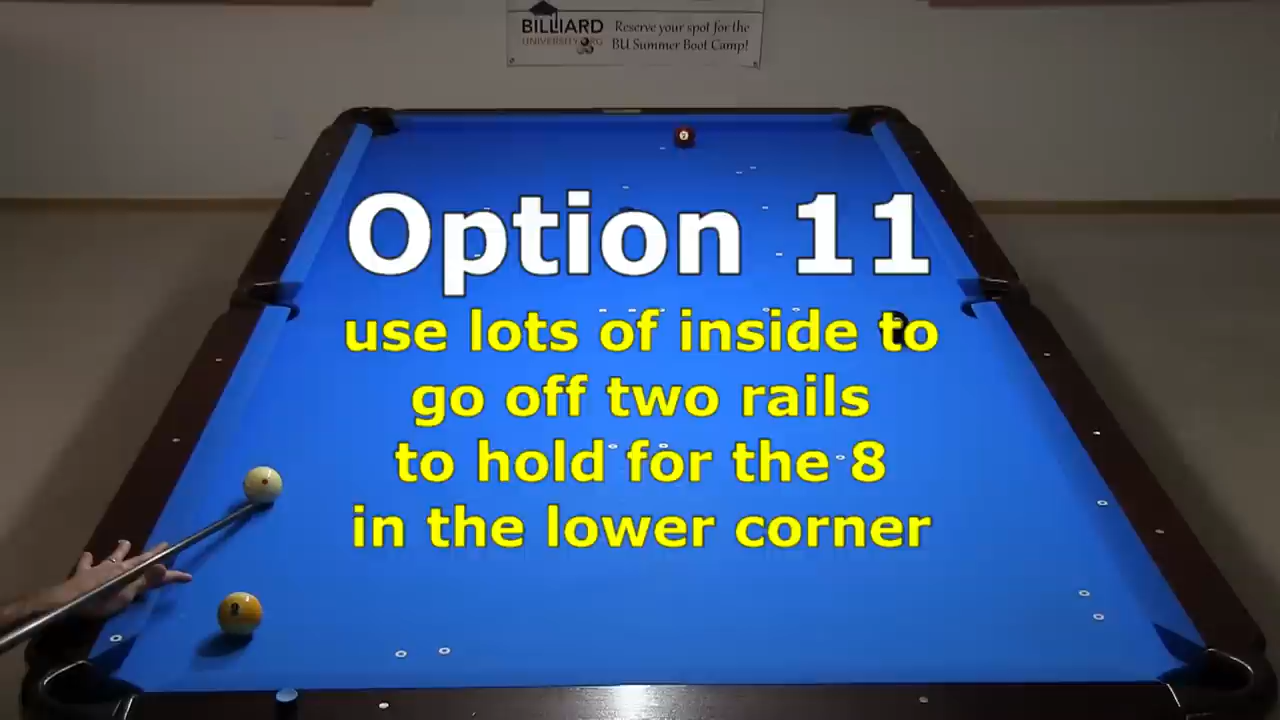 BILLIARD
UNIVERSITY.ORG
Reserve your spot for the
BU Summer Boot Camp!
Option 11
use lots of inside to
go off two rails
to hold for the 8
in the lower corner